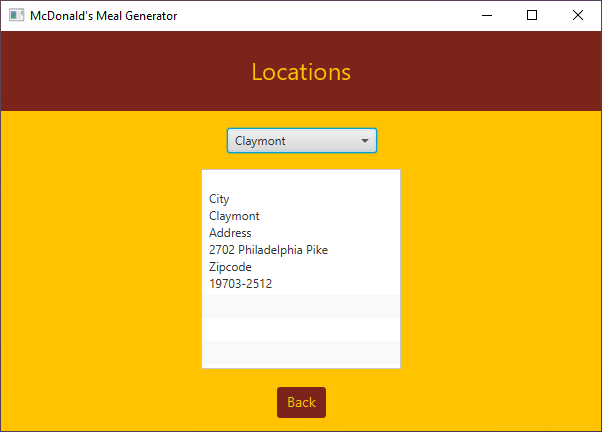 McDonald's Meal Generator
Locations
Claymont
City
Claymont
Address
2702 Philadelphia Pike
Zipcode
19703-2512
Back